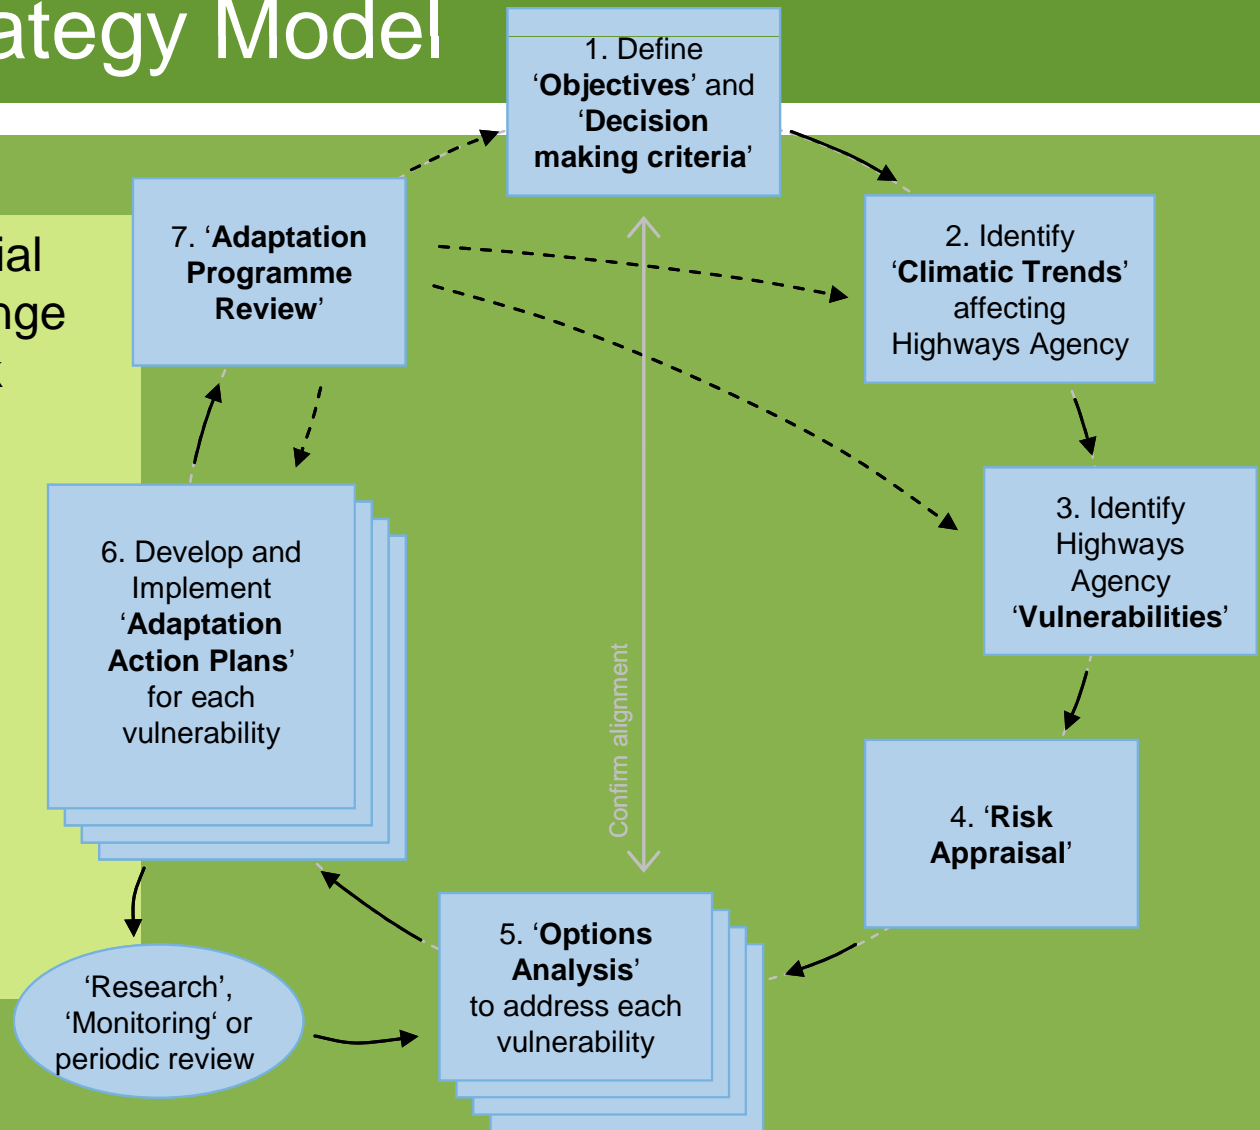 ategy Model
1. Define
‘Objectives’ and
‘Decision
making criteria’
7. ‘Adaptation
Programme
Review’
2. Identify
‘Climatic Trends’
affecting
Highways Agency
ial
nge
3. Identify
Highways
Agency
‘Vulnerabilities’
6. Develop and
Implement
‘Adaptation
Action Plans’
for each
vulnerability
Confirm alignment
4. ‘Risk
Appraisal’
5. ‘Options
Analysis’
to address each
vulnerability
‘Research’,
‘Monitoring‘ or
periodic review